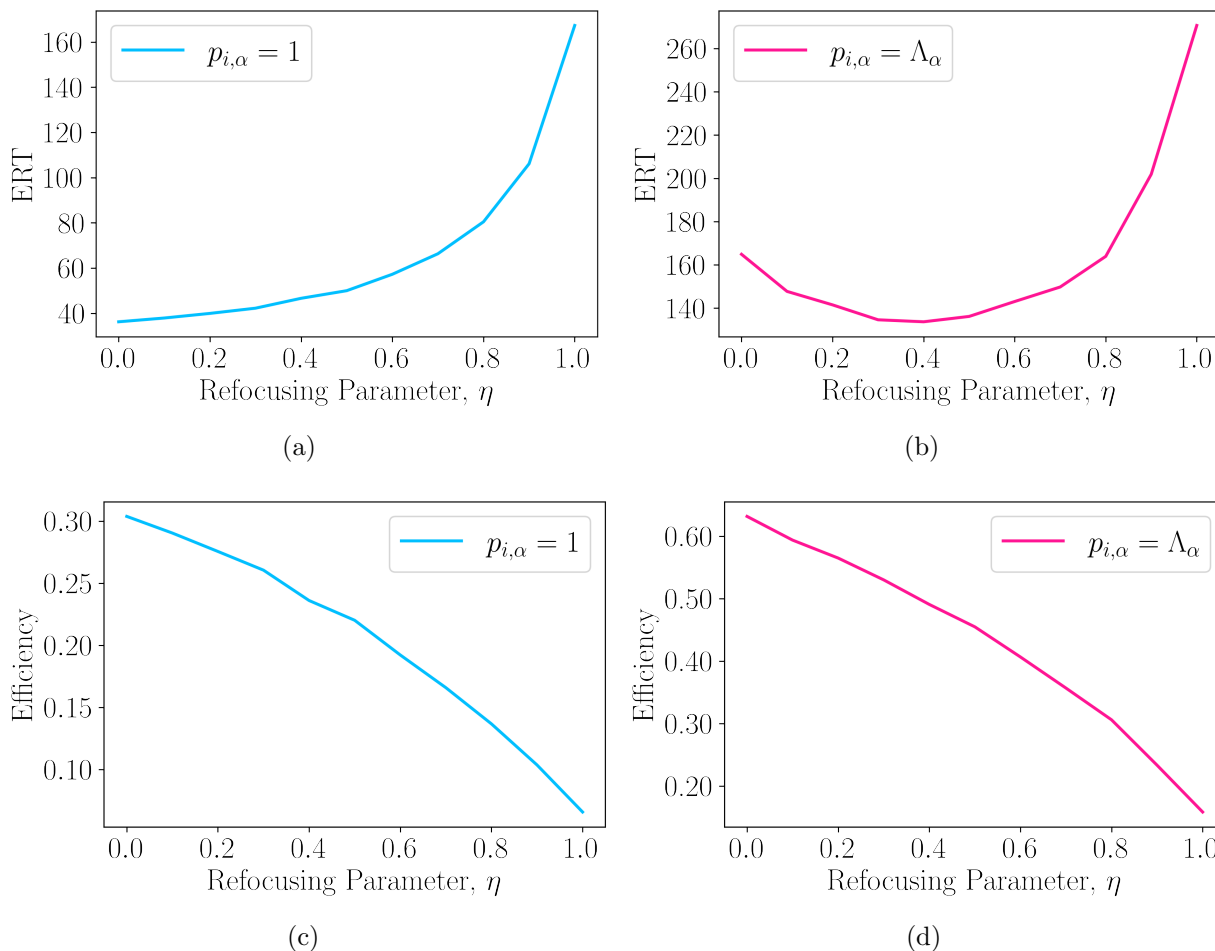 160
140
120
100
80
60
40
ERT
p_{i,α} = 1
0.0 0.2 0.4 0.6 0.8 1.0
Refocusing Parameter, η
(a)
260
240
220
200
180
160
140
ERT
p_{i,α} = Λ_α
0.0 0.2 0.4 0.6 0.8 1.0
Refocusing Parameter, η
(b)
0.30
0.25
0.20
0.15
0.10
Efficiency
p_{i,α} = 1
0.0 0.2 0.4 0.6 0.8 1.0
Refocusing Parameter, η
(c)
0.60
0.50
0.40
0.30
0.20
Efficiency
p_{i,α} = Λ_α
0.0 0.2 0.4 0.6 0.8 1.0
Refocusing Parameter, η
(d)